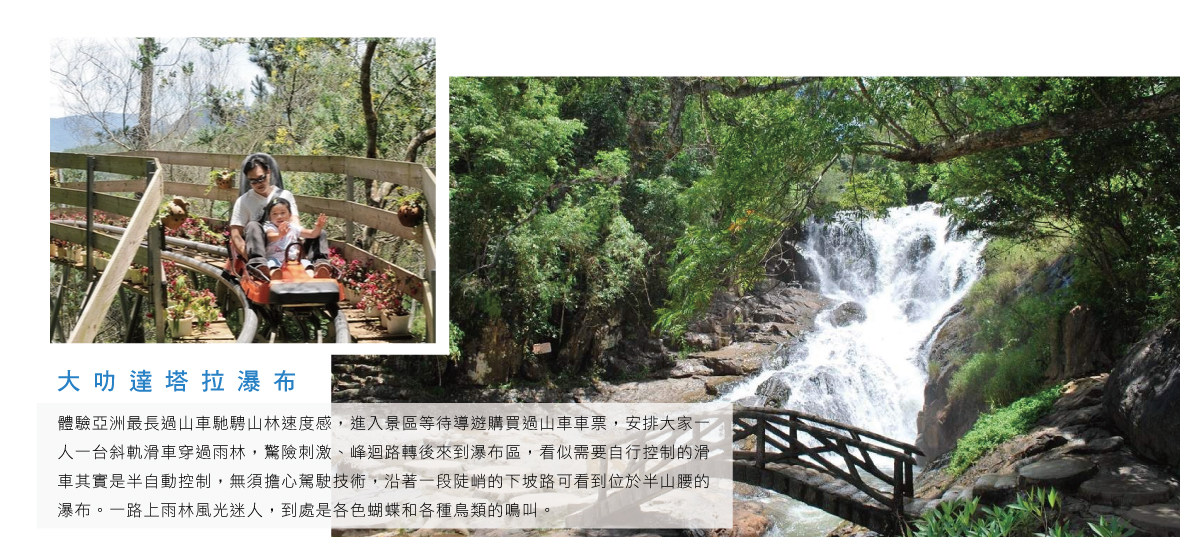 大叻達塔拉瀑布
體驗亞洲最長過山車馳騁山林速度感，進入景區等待導遊購買過山車車票，安排大家一
人一台斜軌滑車穿過雨林，驚險刺激、峰迴路轉後來到瀑布區，看似需要自行控制的滑
車其實是半自動控制，無須擔心駕駛技術，沿著一段陡峭的下坡路可看到位於半山腰的
瀑布。一路上雨林風光迷人，到處是各色蝴蝶和各種鳥類的鳴叫。